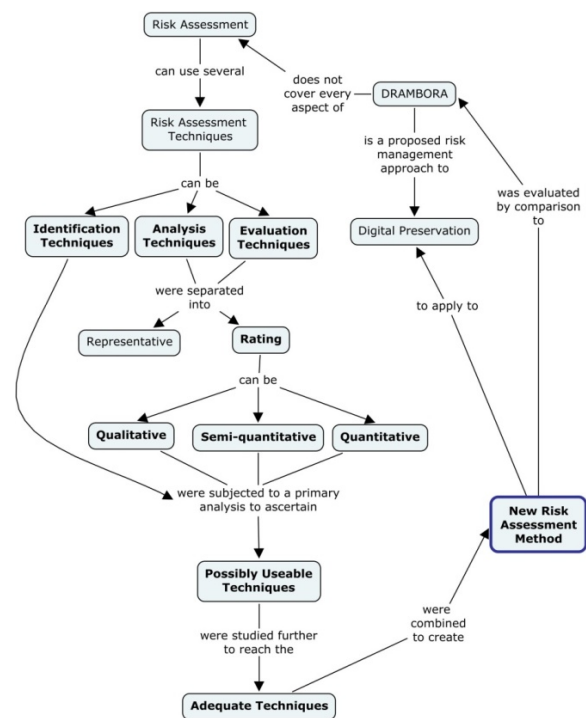 Risk Assessment
can use several
does not
cover every
aspect of
DRAMBORA
Risk Assessment
Techniques
is a proposed risk
management
approach to
can be
was evaluated
by comparison
to
Identification
Techniques
Analysis
Techniques
Evaluation
Techniques
Digital Preservation
were separated
into
to apply to
Representative
Rating
can be
Qualitative
Semi-quantitative
Quantitative
were subjected to a primary
analysis to ascertain
New Risk
Assessment
Method
Possibly Useable
Techniques
were
combined
to create
were studied further
to reach the
Adequate Techniques